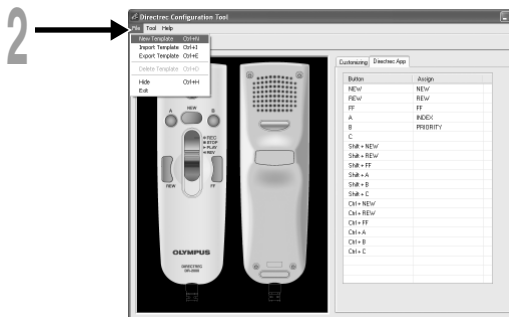 2
Directrec Configuration Tool
File Tool Help
New Template Ctrl+N
Import Template Ctrl+I
Export Template Ctrl+E
Delete Template Ctrl+D
Hide Ctrl+H
Exit
Customizing Directrec App
Button Assign
NEW NEW
REW REW
FF FF
A INDEX
B PRIORITY
C
Shift + NEW
Shift + REW
Shift + FF
Shift + A
Shift + B
Shift + C
Ctrl + NEW
Ctrl + REW
Ctrl + FF
Ctrl + A
Ctrl + B
Ctrl + C
A NEW B
REC
STOP
PLAY
REV
REW FF
OLYMPUS
DIRECTREC